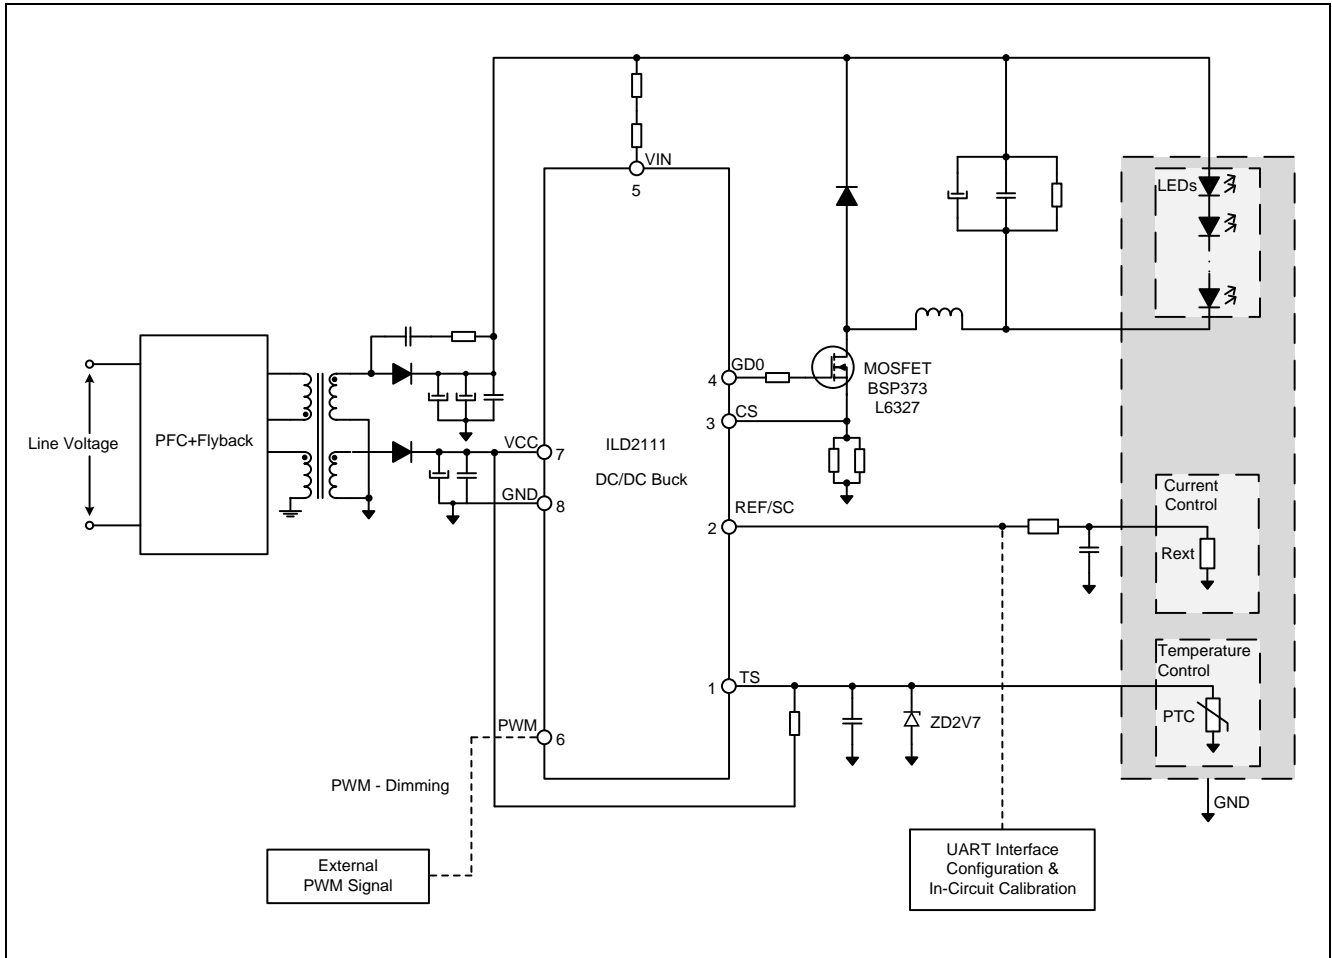 VIN
5
LEDs
GD0
4
MOSFET
BSP373
L6327
CS
3
Line Voltage
PFC+Flyback
VCC
7
ILD2111
DC/DC Buck
GND
8
REF/SC
2
Current
Control
Rext
TS
1
Temperature
Control
PTC
ZD2V7
PWM
6
PWM - Dimming
GND
External
PWM Signal
UART Interface
Configuration &
In-Circuit Calibration